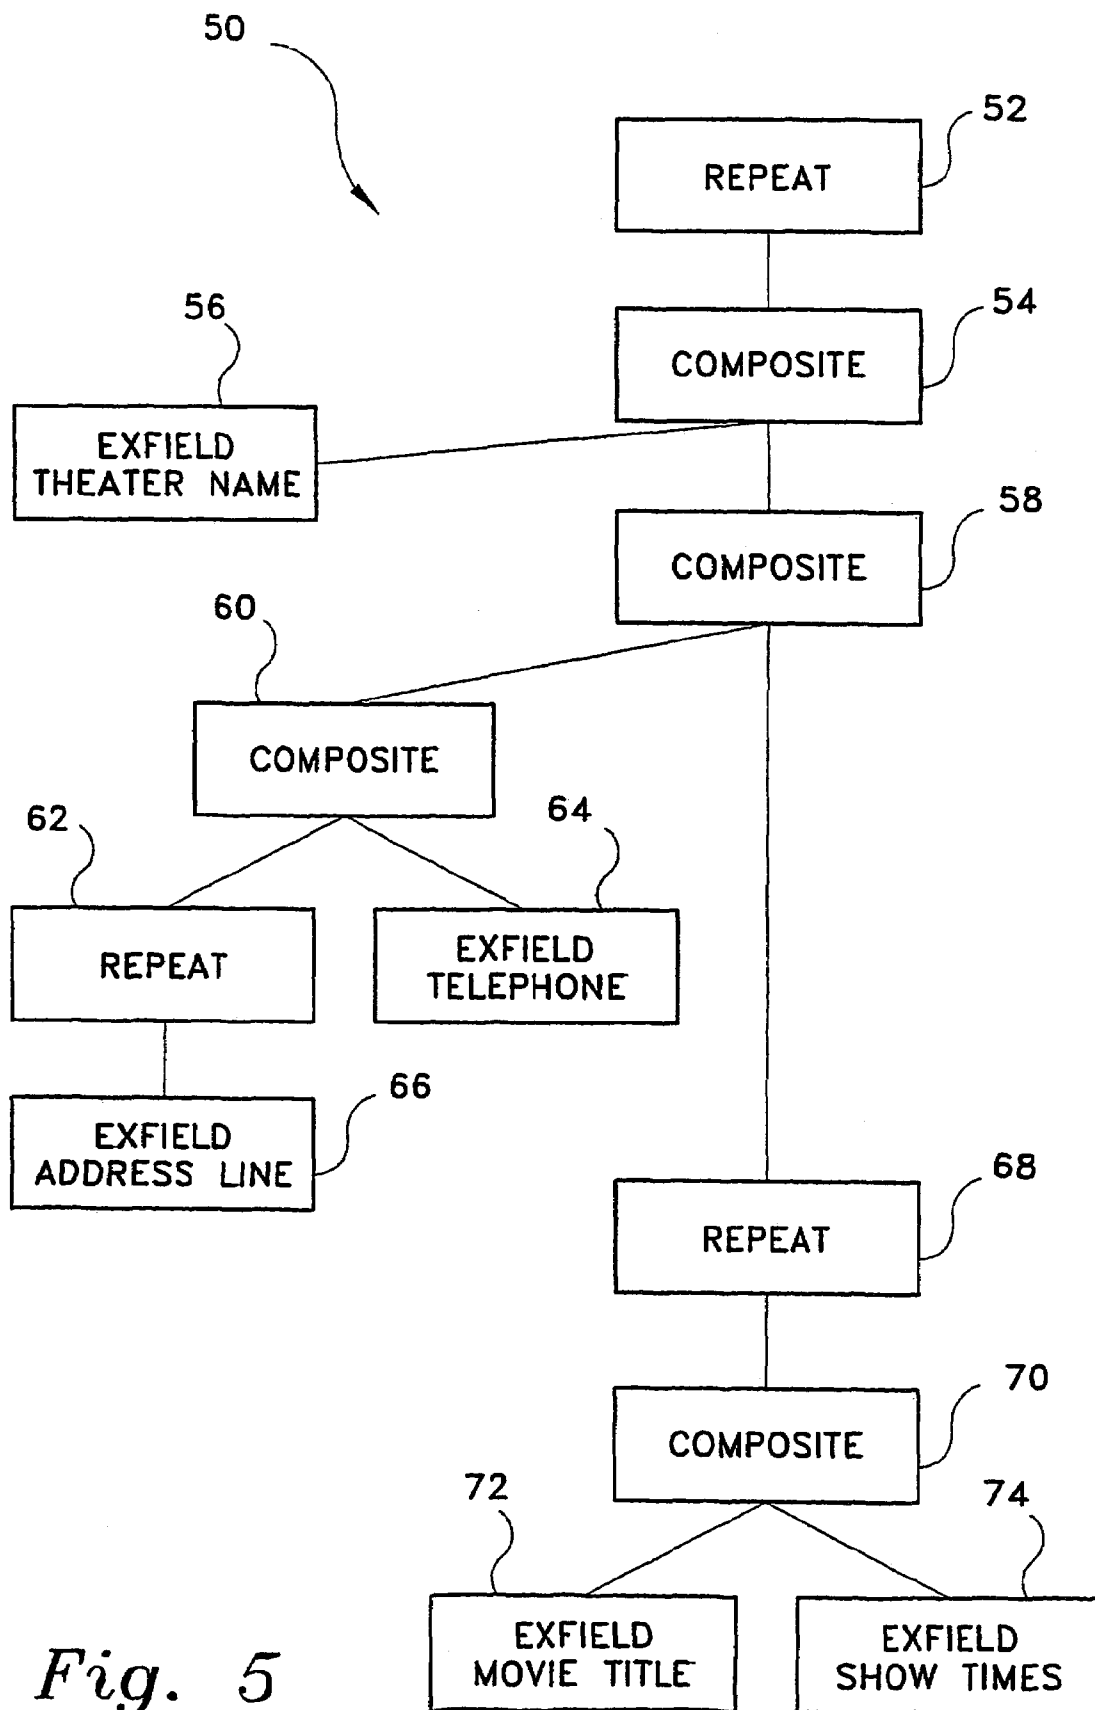 50
52
REPEAT
54
COMPOSITE
56
EXFIELD
THEATER NAME
58
COMPOSITE
60
COMPOSITE
62
REPEAT
64
EXFIELD
TELEPHONE
66
EXFIELD
ADDRESS LINE
68
REPEAT
70
COMPOSITE
72
EXFIELD
MOVIE TITLE
74
EXFIELD
SHOW TIMES
Fig. 5